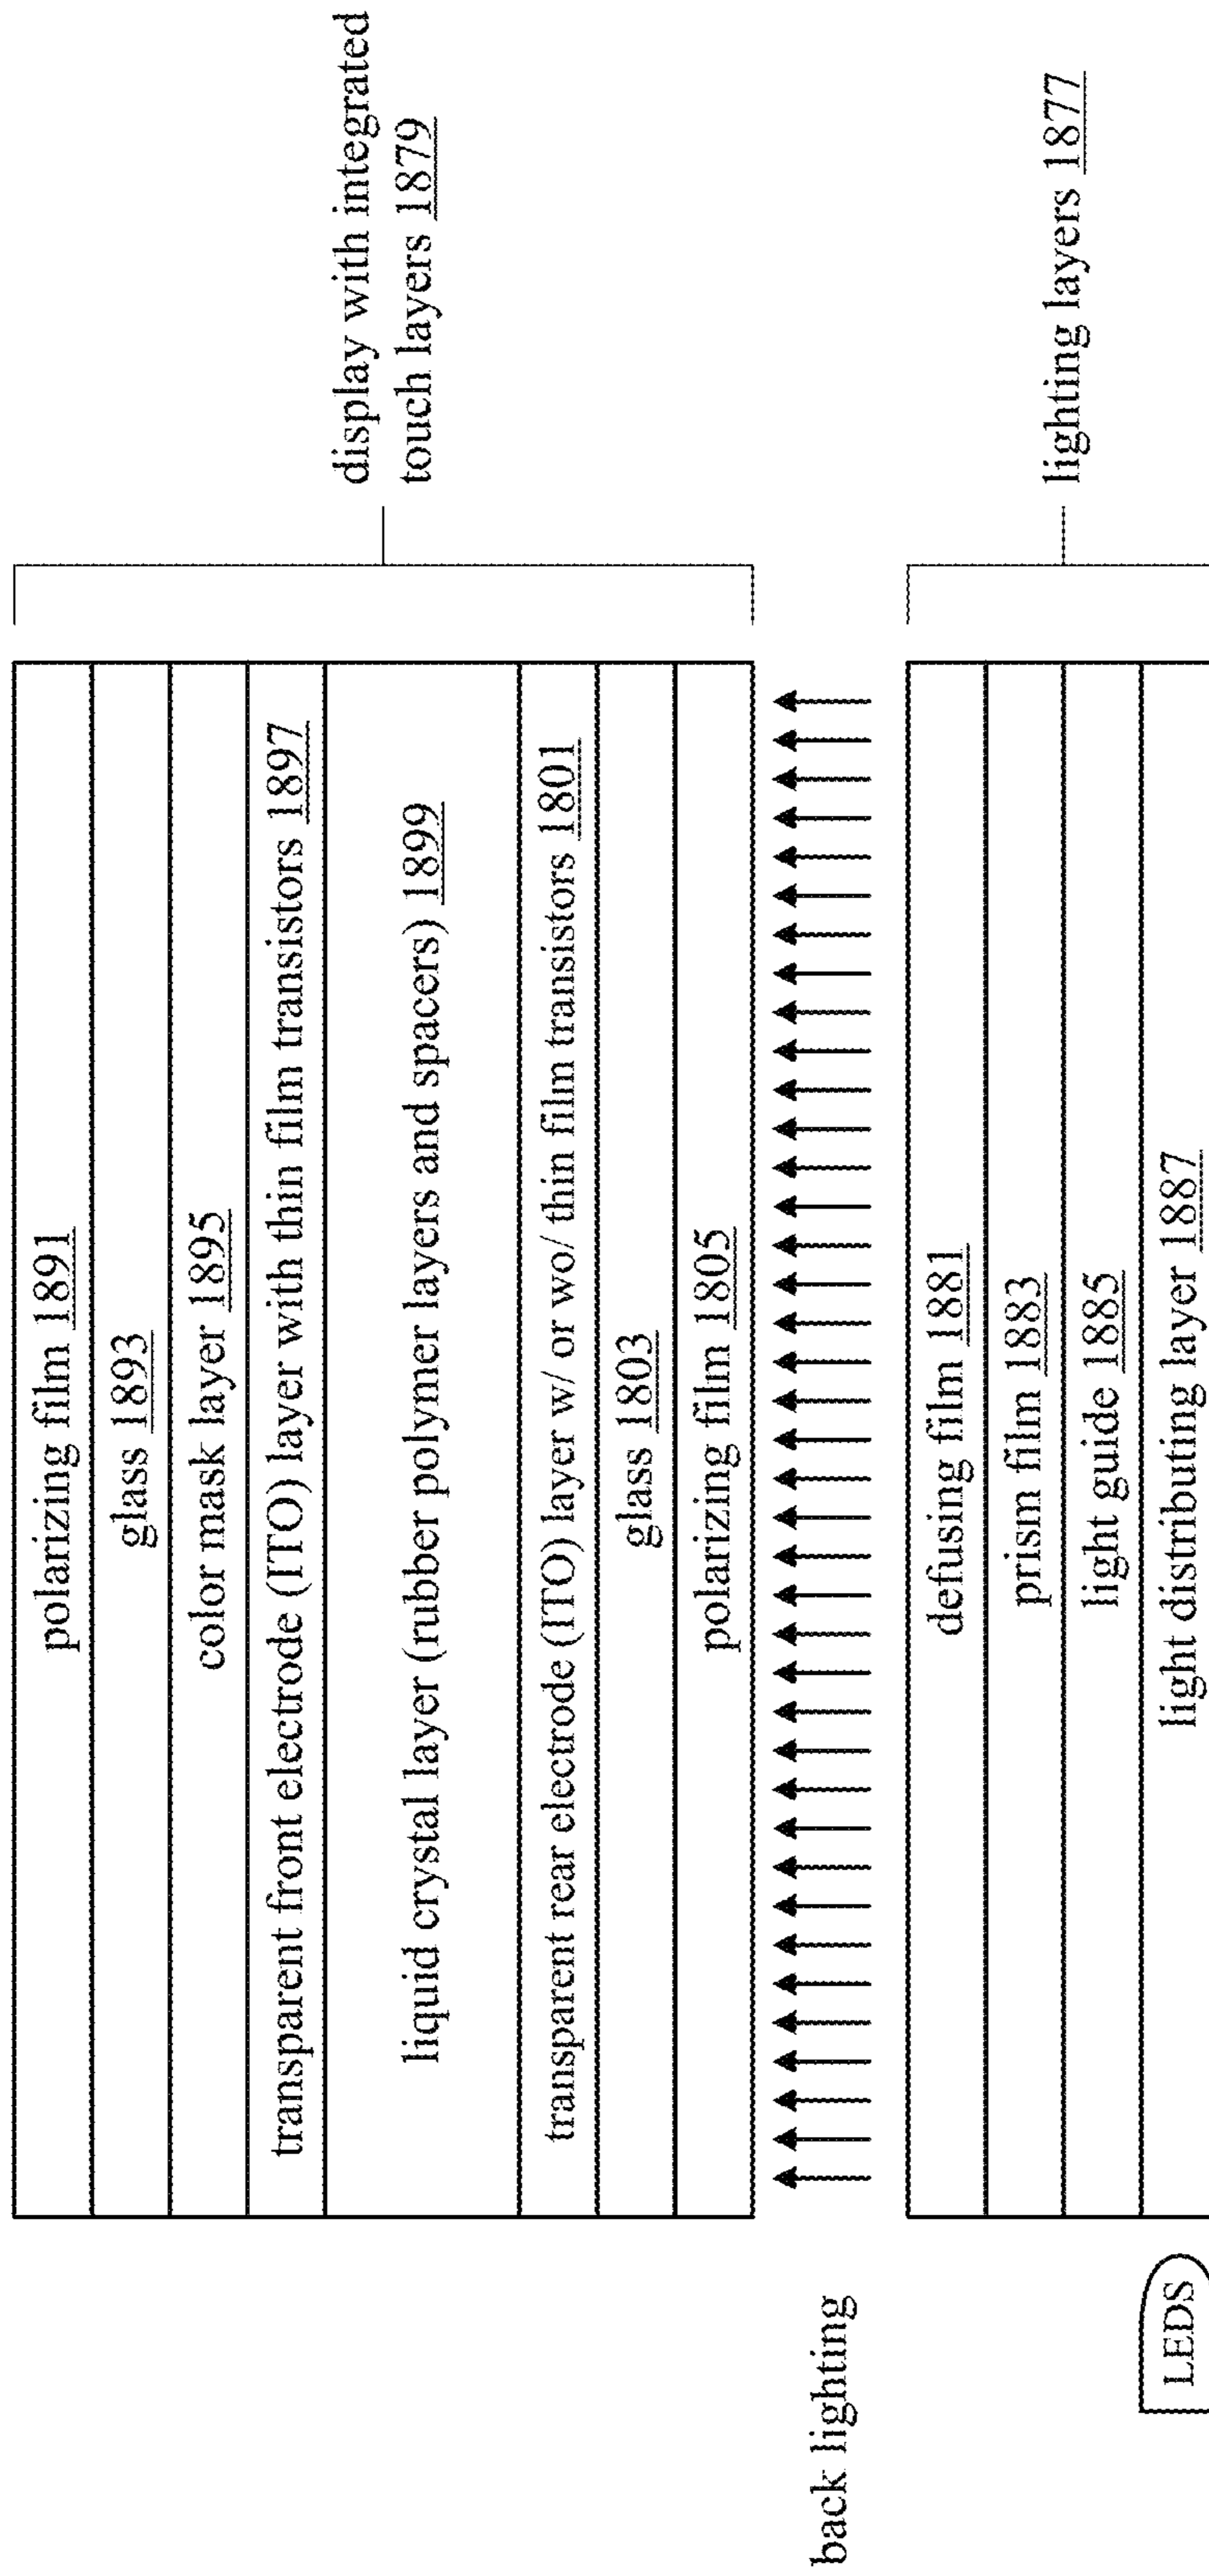 polarizing film 1891
glass 1893
color mask layer 1895
transparent front electrode (ITO) layer with thin film transistors 1897
liquid crystal layer (rubber polymer layers and spacers) 1899
transparent rear electrode (ITO) layer w/ or wo/ thin film transistors 1801
glass 1803
polarizing film 1805
display with integrated
touch layers 1879
back lighting
defusing film 1881
prism film 1883
light guide 1885
light distributing layer 1887
lighting layers 1877
LEDS